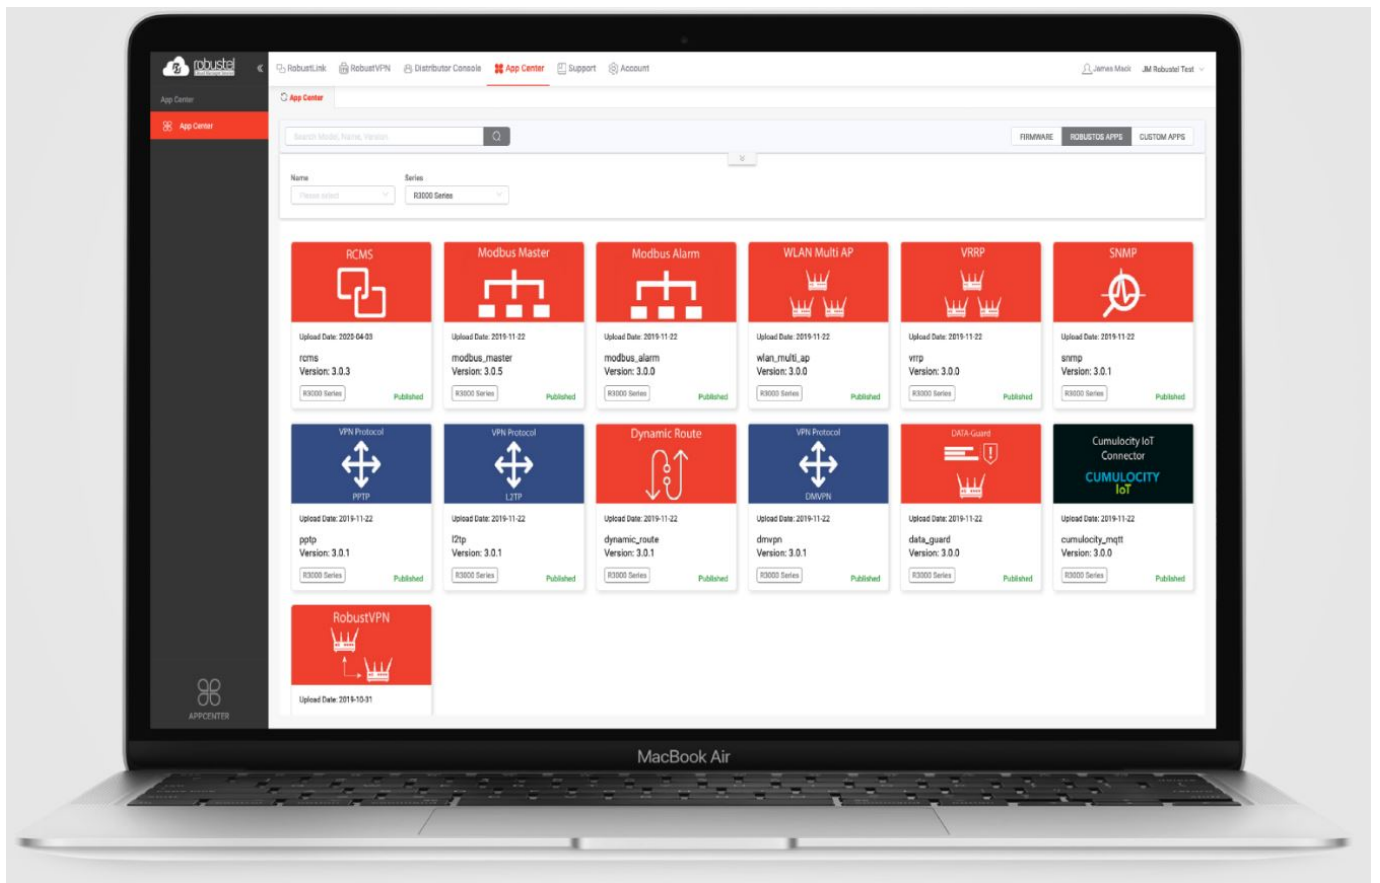 robustel
RobustLink RobustVPN Distributor Console App Center Support Account James Mack JM Robustel Test
App Center App Center
App Center
Search Model, Name, Version FIRMWARE ROBUSTOS APPS CUSTOM APPS
Name Series
Please select R3000 Series
RCMS Modbus Master Modbus Alarm WLAN Multi AP VRRP SNMP
Upload Date: 2020-04-03 Upload Date: 2019-11-22 Upload Date: 2019-11-22 Upload Date: 2019-11-22 Upload Date: 2019-11-22 Upload Date: 2019-11-22
rcms modbus_master modbus_alarm wlan_multi_ap vrrp snmp
Version: 3.0.3 Version: 3.0.5 Version: 3.0.0 Version: 3.0.0 Version: 3.0.0 Version: 3.0.1
R3000 Series Published R3000 Series Published R3000 Series Published R3000 Series Published R3000 Series Published R3000 Series Published
VPN Protocol VPN Protocol Dynamic Route VPN Protocol DATA-Guard Cumulocity IoT
Connector
CUMULOCITY
IoT
PPTP L2TP DMVPN
Upload Date: 2019-11-22 Upload Date: 2019-11-22 Upload Date: 2019-11-22 Upload Date: 2019-11-22 Upload Date: 2019-11-22 Upload Date: 2019-11-22
pptp l2tp dynamic_route dmvpn data_guard cumulocity_mqtt
Version: 3.0.1 Version: 3.0.1 Version: 3.0.1 Version: 3.0.1 Version: 3.0.0 Version: 3.0.0
R3000 Series Published R3000 Series Published R3000 Series Published R3000 Series Published R3000 Series Published R3000 Series Published
RobustVPN
Upload Date: 2019-10-31
APPCENTER
MacBook Air